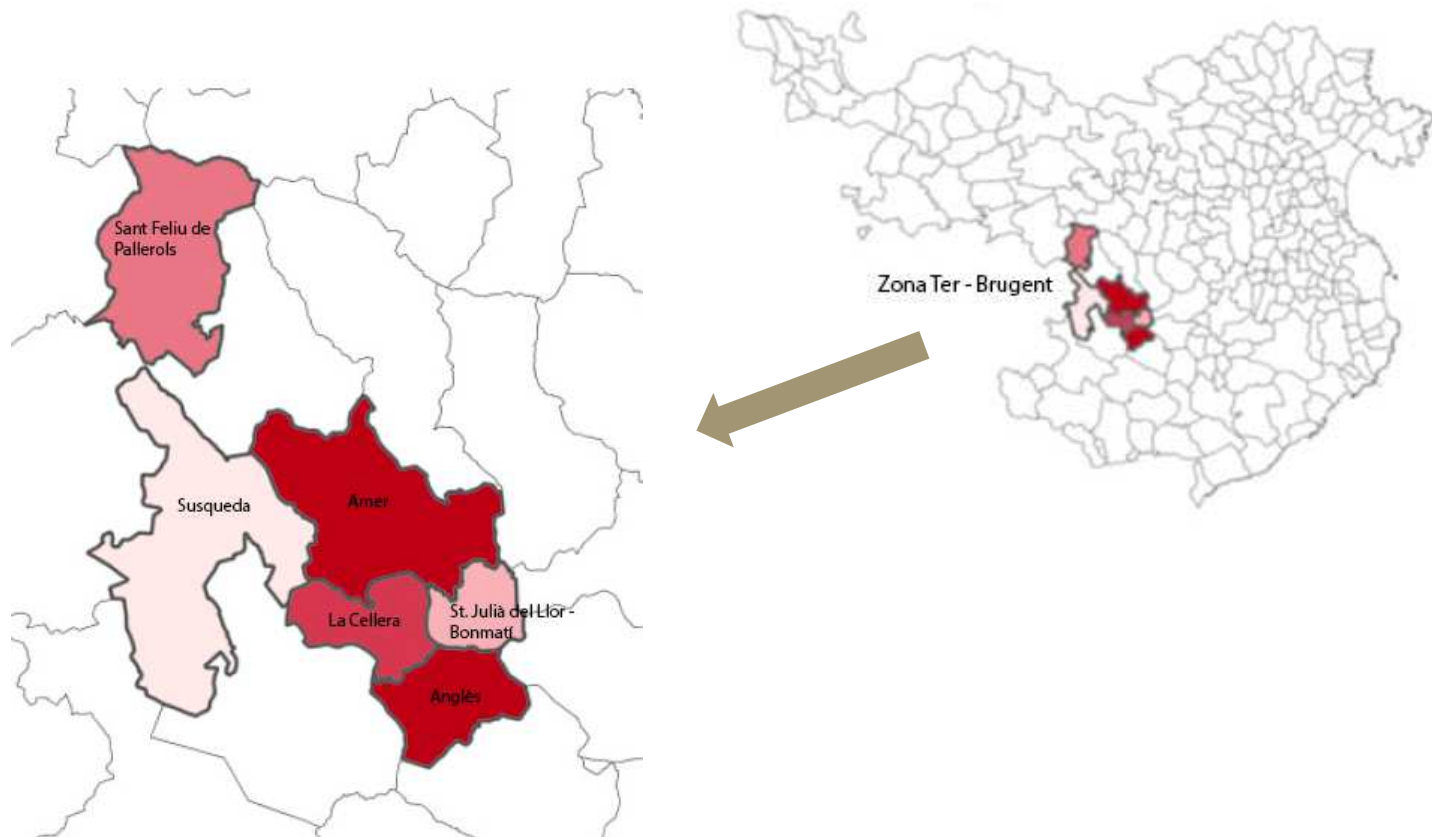 Zona Ter - Brugent
Sant Feliu de
Pallerols
Susqueda
Amer
La Cellera
St. Julià del Llor -
Bonmatí
Anglès